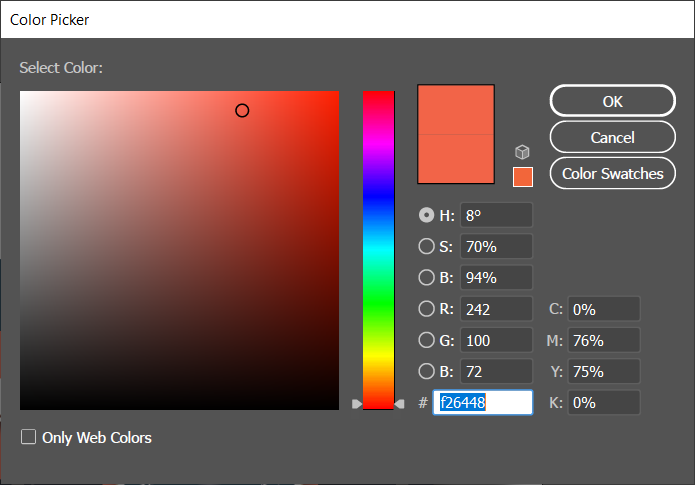 Color Picker
Select Color:
OK
Cancel
Color Swatches
H: 8°
S: 70%
B: 94%
R: 242
C: 0%
G: 100
M: 76%
B: 72
Y: 75%
# f26448
K: 0%
Only Web Colors